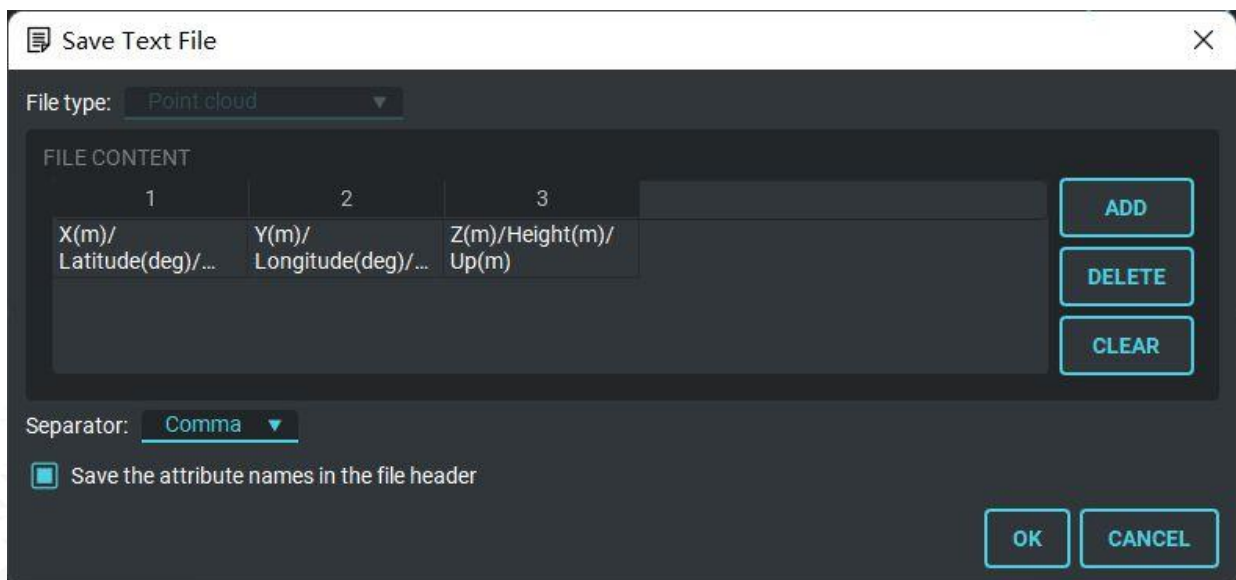 Save Text File
File type: Point cloud
FILE CONTENT
1 2 3
X(m)/ Y(m)/ Z(m)/Height(m)/
Latitude(deg)/... Longitude(deg)/... Up(m)
ADD
DELETE
CLEAR
Separator: Comma
Save the attribute names in the file header
OK CANCEL